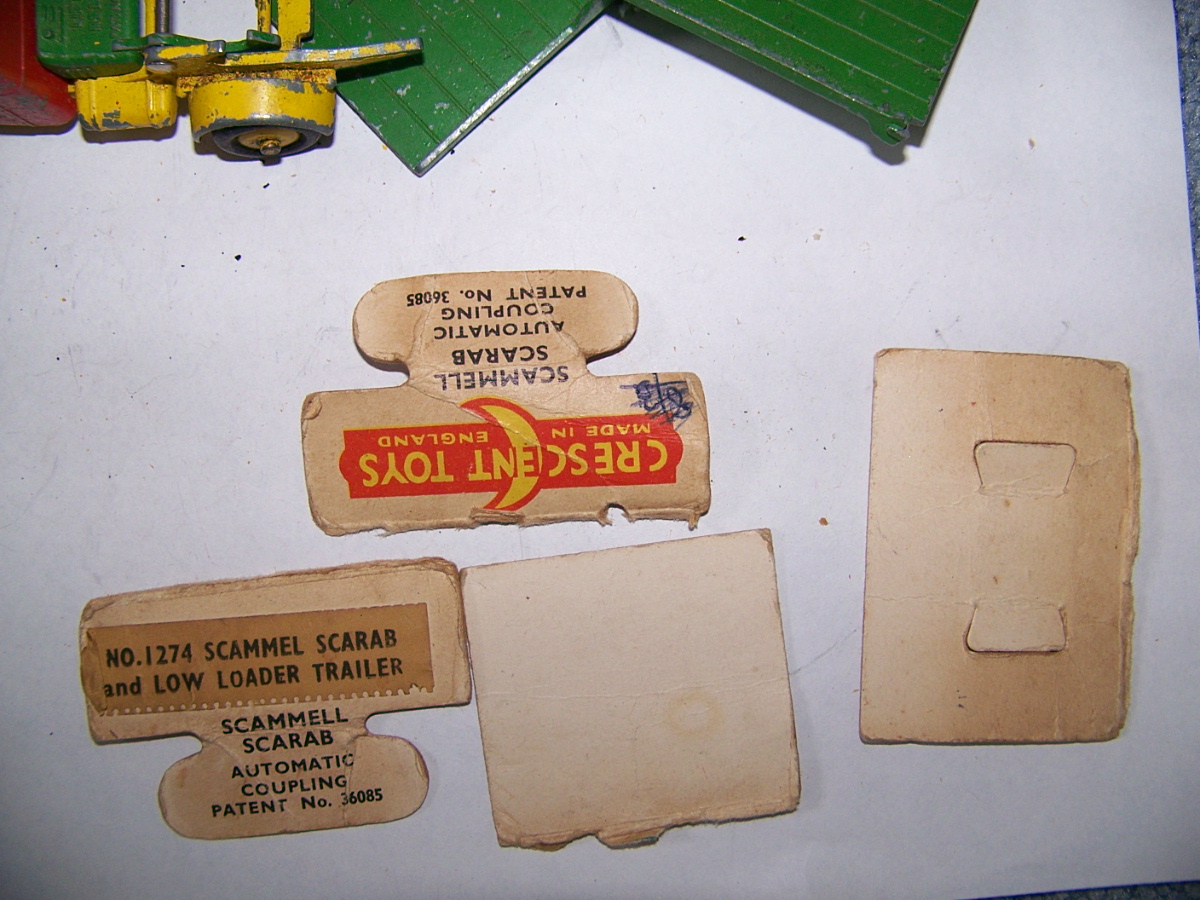 CRESCENT TOYS
MADE IN ENGLAND
SCAMMELL
SCARAB
AUTOMATIC
COUPLING
PATENT No. 36085
NO.1274 SCAMMEL SCARAB
and LOW LOADER TRAILER
SCAMMELL
SCARAB
AUTOMATIC
COUPLING
PATENT No. 36085